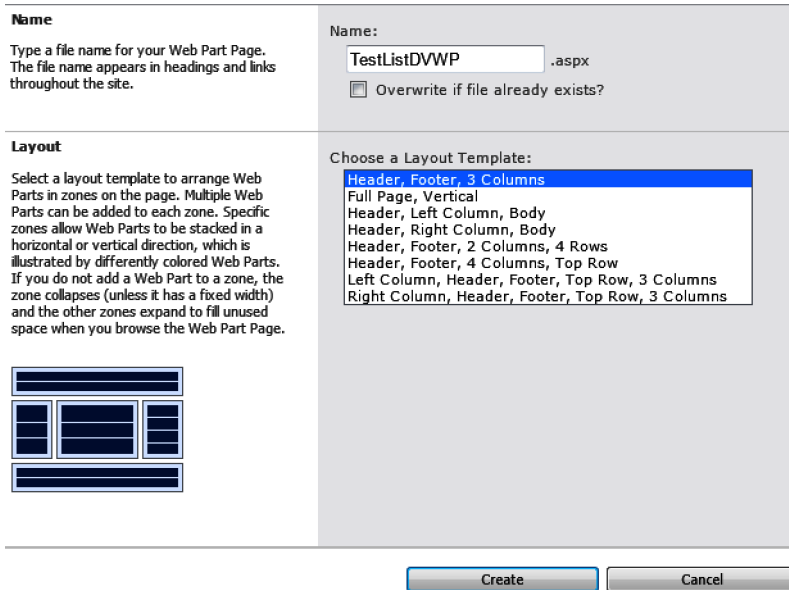 Name
Type a file name for your Web Part Page.
The file name appears in headings and links
throughout the site.
Name:
TestListDVWP .aspx
Overwrite if file already exists?
Layout
Select a layout template to arrange Web
Parts in zones on the page. Multiple Web
Parts can be added to each zone. Specific
zones allow Web Parts to be stacked in a
horizontal or vertical direction, which is
illustrated by differently colored Web Parts.
If you do not add a Web Part to a zone, the
zone collapses (unless it has a fixed width)
and the other zones expand to fill unused
space when you browse the Web Part Page.
Choose a Layout Template:
Header, Footer, 3 Columns
Full Page, Vertical
Header, Left Column, Body
Header, Right Column, Body
Header, Footer, 2 Columns, 4 Rows
Header, Footer, 4 Columns, Top Row
Left Column, Header, Footer, Top Row, 3 Columns
Right Column, Header, Footer, Top Row, 3 Columns
Create
Cancel